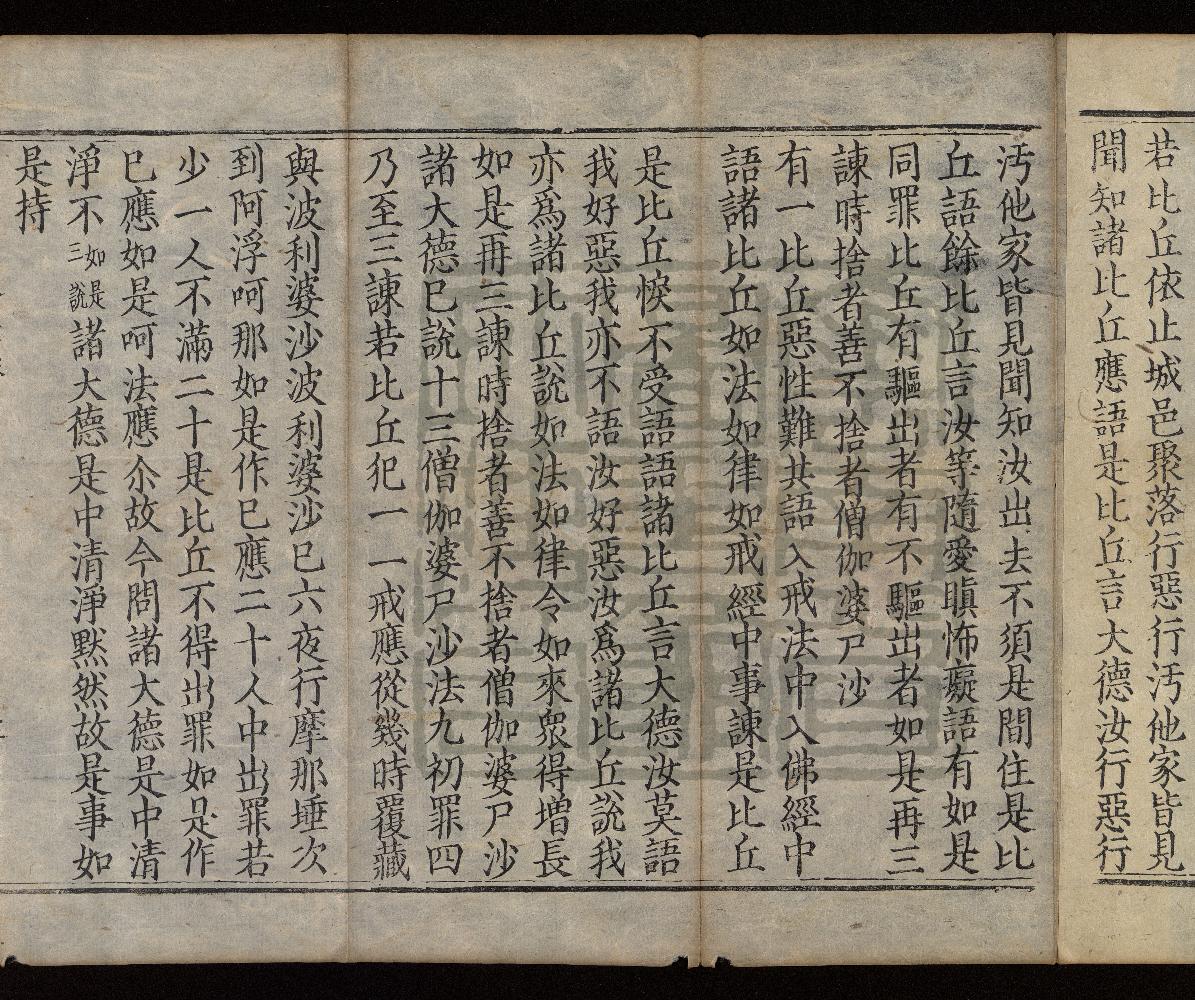 若比丘依止城邑聚落行惡行汚他家皆見
聞知諸比丘應語是比丘言大德汝行惡行
汚他家皆見聞知汝出去不須是間住是比
丘語餘比丘言汝等隨愛瞋怖癡語有如是
同罪比丘有驅出者有不驅出者如是再三
諫時捨者善不捨者僧伽婆尸沙
有一比丘惡性難共語入戒法中入佛經中
語諸比丘如法如律如戒經中事諫是比丘
是比丘悷不受語語諸比丘言大德汝莫語
我好惡我亦不語汝好惡汝爲諸比丘說我
亦爲諸比丘說如法如律令如來衆得增長
如是再三諫時捨者善不捨者僧伽婆尸沙
諸大德已說十三僧伽婆尸沙法九初罪四
乃至三諫若比丘犯一一戒應從幾時覆藏
與波利婆沙波利婆沙已六夜行摩那埵次
到阿浮呵那如是作已應二十人中出罪若
少一人不滿二十是比丘不得出罪如是作
已應如是呵法應尒故今問諸大德是中清
淨不如是三說諸大德是中清淨默然故是事如
是持